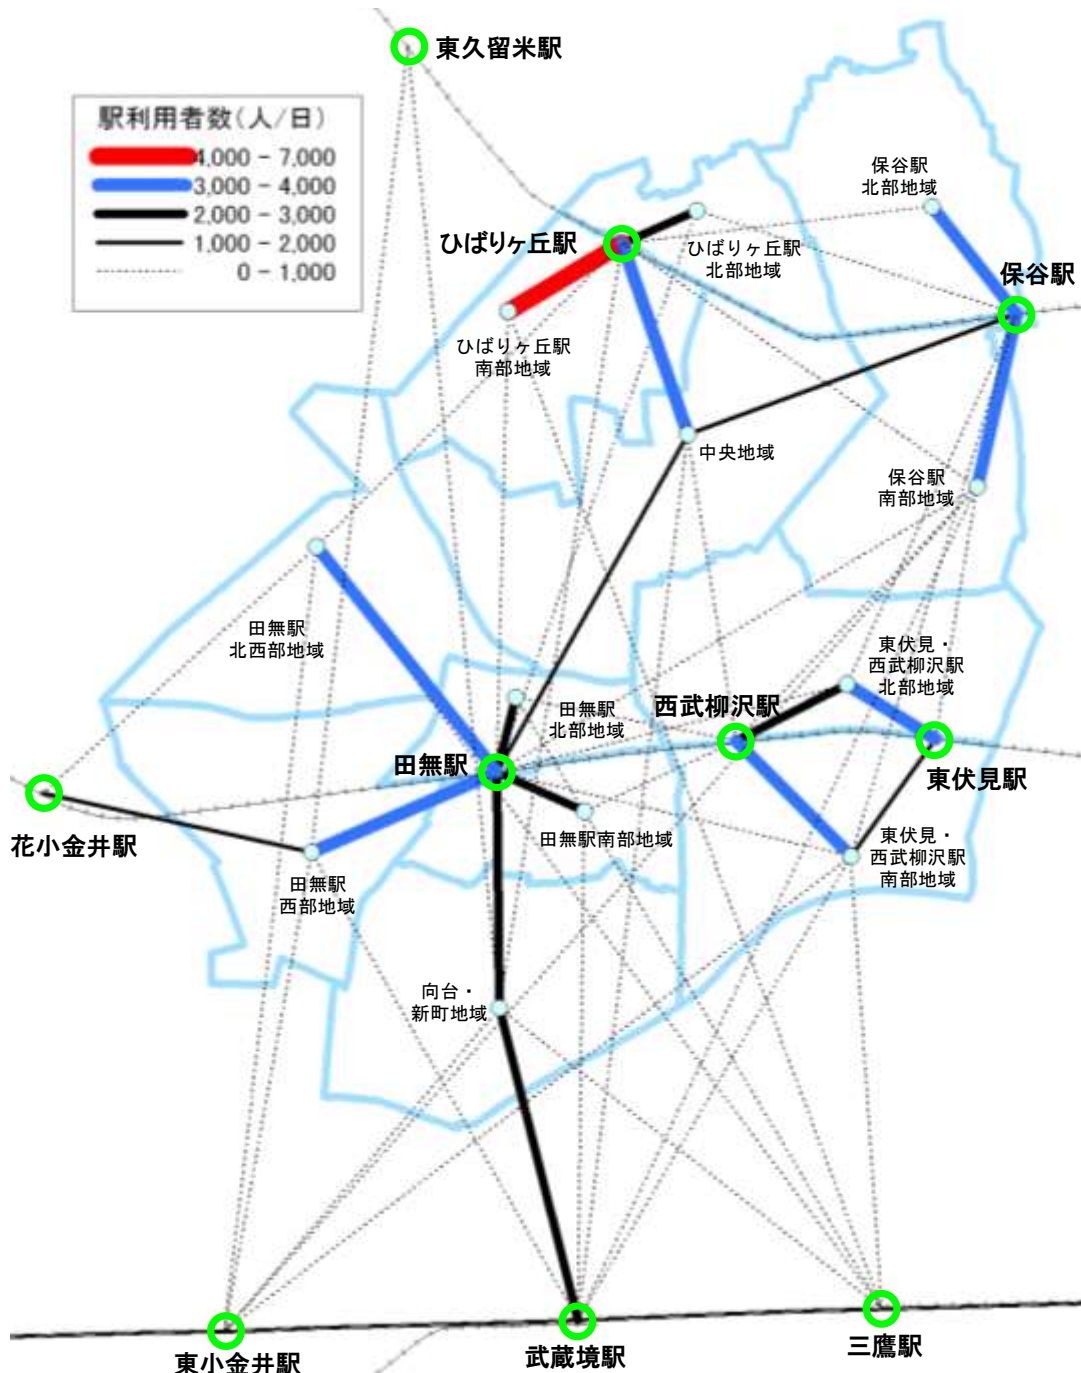 東久留米駅
駅利用者数(人/日)
4,000 - 7,000
3,000 - 4,000
2,000 - 3,000
1,000 - 2,000
0 - 1,000
保谷駅
北部地域
ひばりヶ丘駅
ひばりヶ丘駅
北部地域
保谷駅
ひばりヶ丘駅
南部地域
中央地域
保谷駅
南部地域
田無駅
北西部地域
東伏見・
西武柳沢駅
北部地域
田無駅
北部地域
西武柳沢駅
田無駅
東伏見駅
花小金井駅
田無駅南部地域
東伏見・
西武柳沢駅
南部地域
田無駅
西部地域
向台・
新町地域
東小金井駅
武蔵境駅
三鷹駅